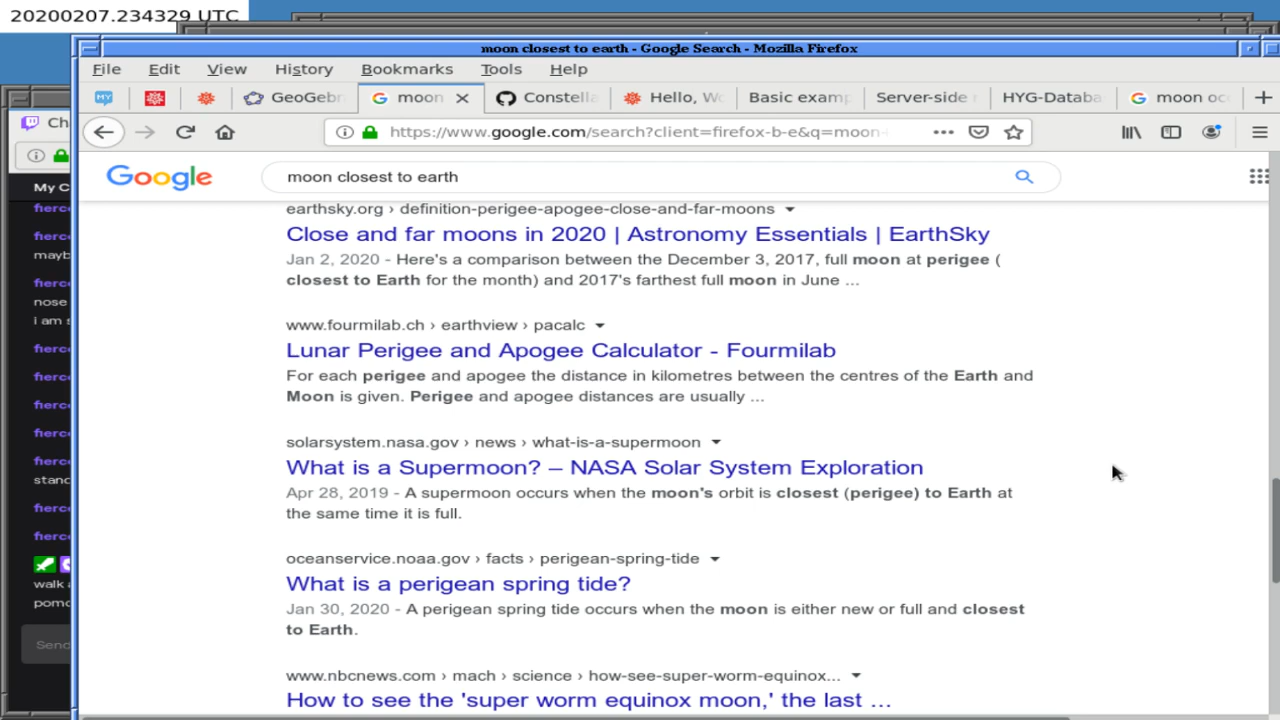 20200207.234329 UTC
moon closest to earth - Google Search - Mozilla Firefox
File Edit View History Bookmarks Tools Help
MY GeoGeb moon Constella Hello, Wo Basic examp Server-side HYG-Databa moon occ
https://www.google.com/search?client=firefox-b-e&q=moon-
Ch
Google moon closest to earth
My C
fierce
fierce
mayb
fierce
nose
i am s
fierce
fierce
fierce
fierce
fierce
stand
fierce
fierce
walk a
pomo
Send
earthsky.org › definition-perigee-apogee-close-and-far-moons
Close and far moons in 2020 | Astronomy Essentials | EarthSky
Jan 2, 2020 - Here's a comparison between the December 3, 2017, full moon at perigee (
closest to Earth for the month) and 2017's farthest full moon in June ...
www.fourmilab.ch › earthview › pacalc
Lunar Perigee and Apogee Calculator - Fourmilab
For each perigee and apogee the distance in kilometres between the centres of the Earth and
Moon is given. Perigee and apogee distances are usually ...
solarsystem.nasa.gov › news › what-is-a-supermoon
What is a Supermoon? – NASA Solar System Exploration
Apr 28, 2019 - A supermoon occurs when the moon's orbit is closest (perigee) to Earth at
the same time it is full.
oceanservice.noaa.gov › facts › perigean-spring-tide
What is a perigean spring tide?
Jan 30, 2020 - A perigean spring tide occurs when the moon is either new or full and closest
to Earth.
www.nbcnews.com › mach › science › how-see-super-worm-equinox...
How to see the 'super worm equinox moon,' the last ...